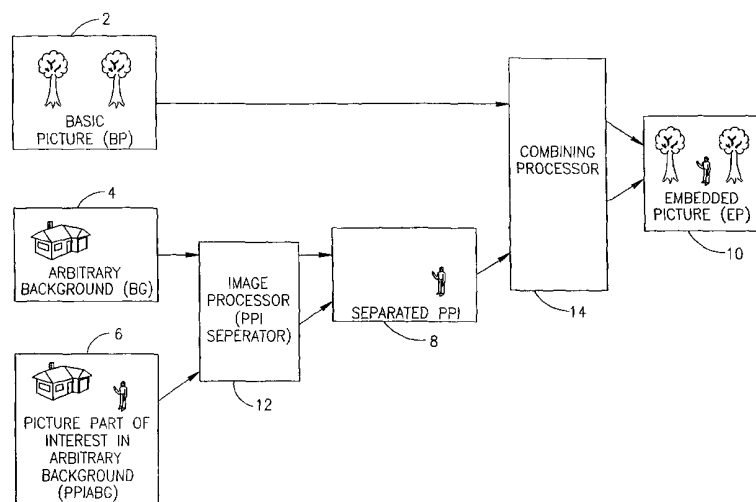 2
BASIC
PICTURE (BP)
4
ARBITRARY
BACKGROUND (BG)
6
PICTURE PART OF
INTEREST IN
ARBITRARY
BACKGROUND
(PPIABG)
IMAGE
PROCESSOR
(PPI
SEPERATOR)
12
SEPARATED PPI
8
COMBINING
PROCESSOR
14
EMBEDDED
PICTURE (EP)
10